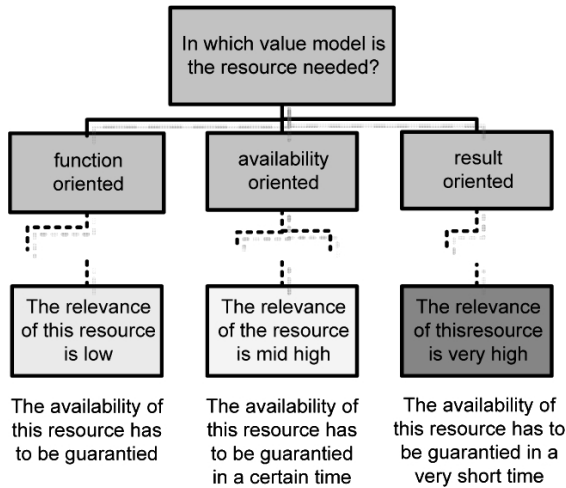 In which value model is
the resource needed?
function
oriented
availability
oriented
result
oriented
The relevance
of this resource
is low
The relevance
of the resource
is mid high
The relevance
of thisresource
is very high
The availability of
this resource has
to be guarantied
The availability of
this resource has
to be guarantied
in a certain time
The availability of
this resource has to
be guarantied in a
very short time